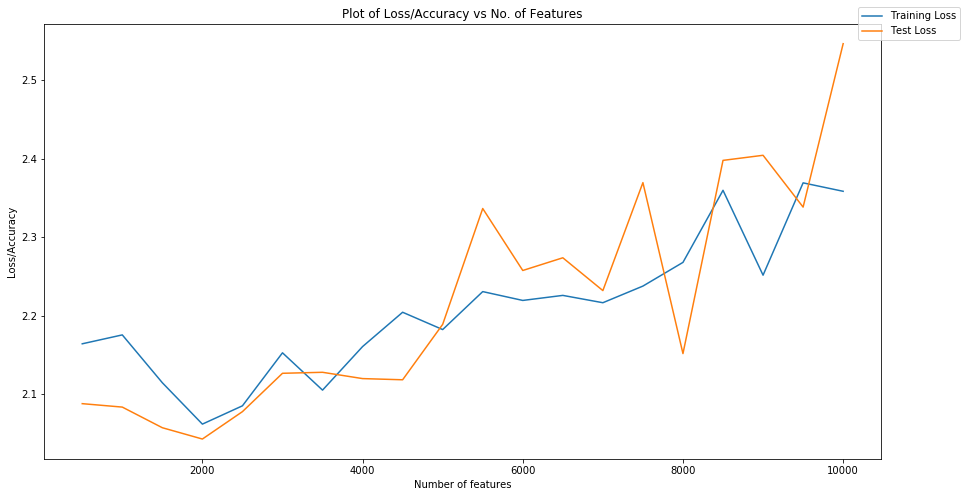 Plot of Loss/Accuracy vs No. of Features
Training Loss
Test Loss
Loss/Accuracy
2.5
2.4
2.3
2.2
2.1
2000
4000
6000
8000
10000
Number of features